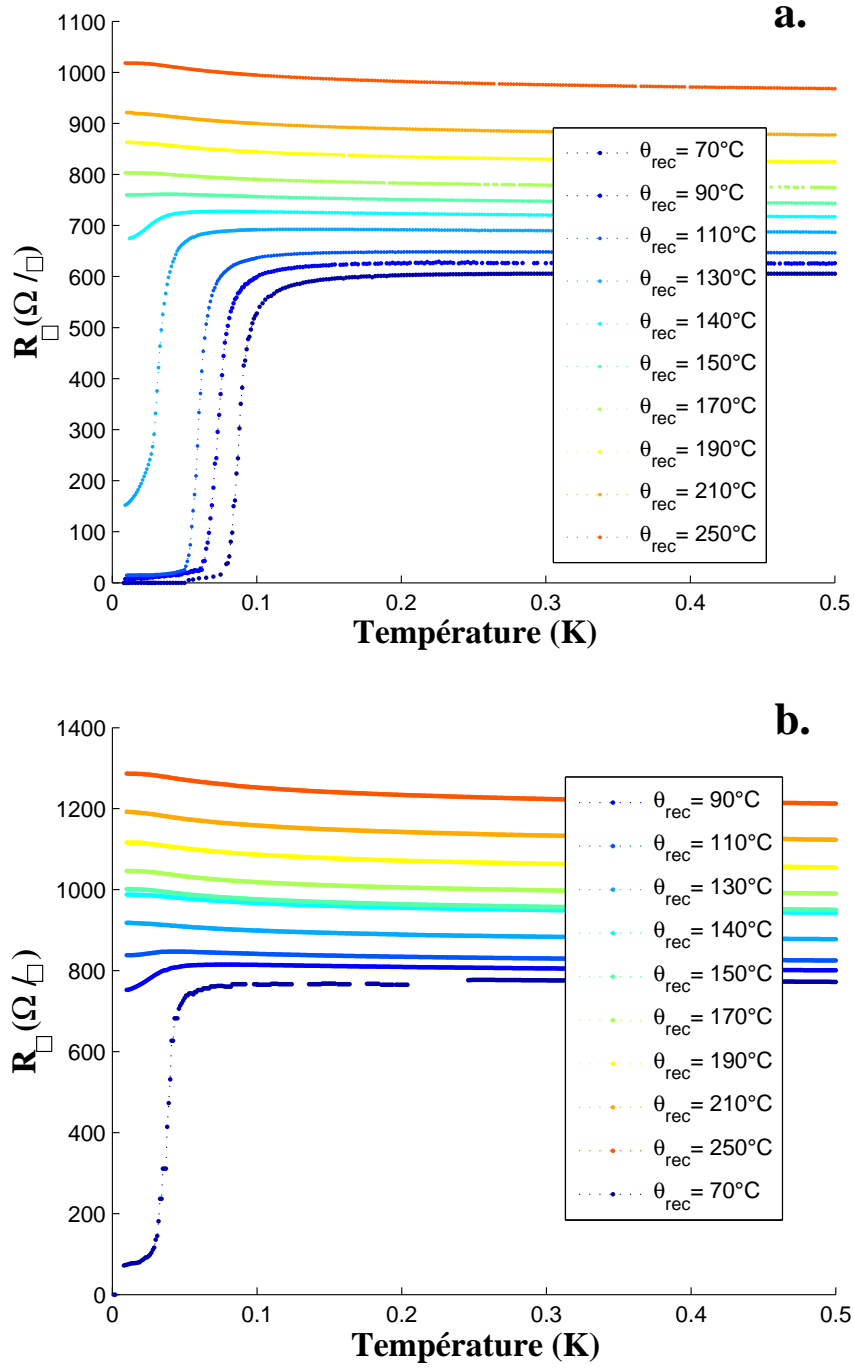 a.
1100
1000
900
800
700
600
500
400
300
200
100
0
R□ (Ω/□)
θrec= 70°C
θrec= 90°C
θrec= 110°C
θrec= 130°C
θrec= 140°C
θrec= 150°C
θrec= 170°C
θrec= 190°C
θrec= 210°C
θrec= 250°C
0 0.1 0.2 0.3 0.4 0.5
Température (K)
b.
1400
1200
1000
800
600
400
200
0
R□ (Ω/□)
θrec= 90°C
θrec= 110°C
θrec= 130°C
θrec= 140°C
θrec= 150°C
θrec= 170°C
θrec= 190°C
θrec= 210°C
θrec= 250°C
θrec= 70°C
0 0.1 0.2 0.3 0.4 0.5
Température (K)